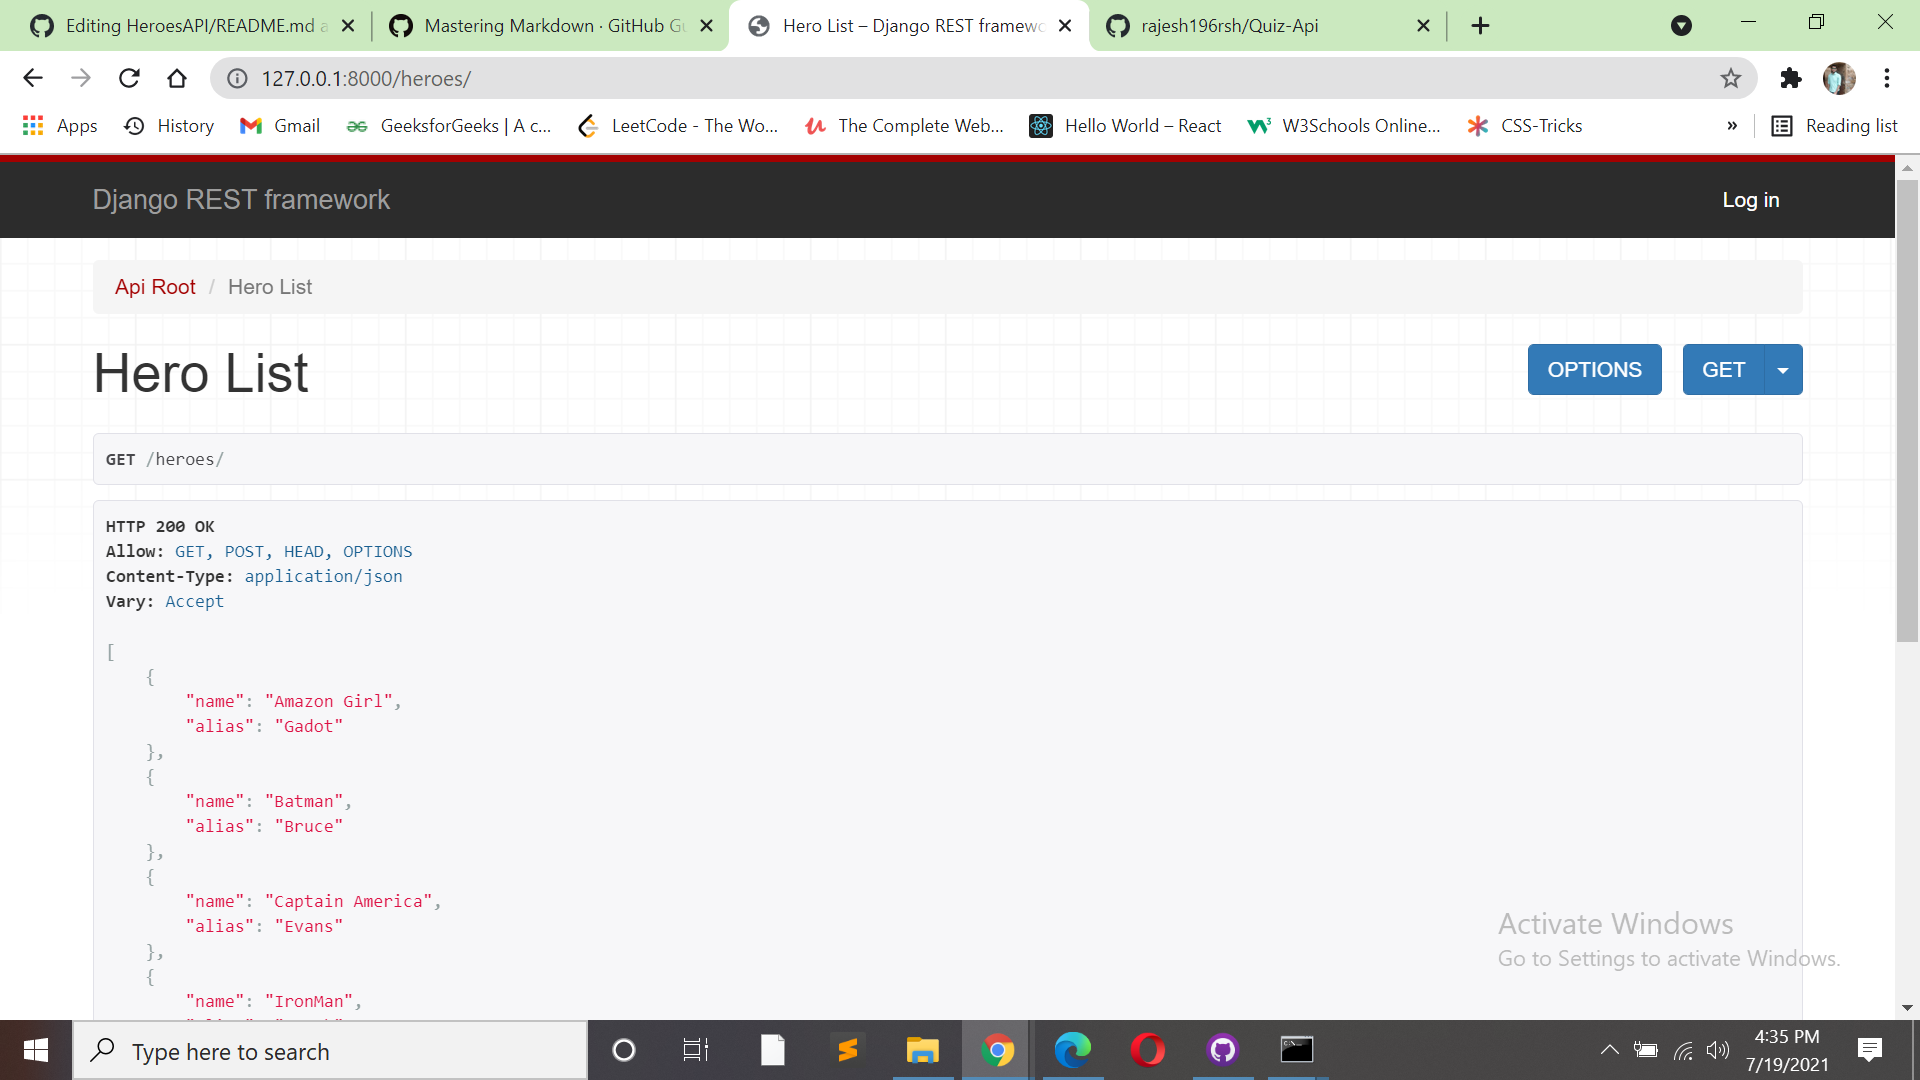 Editing HeroesAPI/README.md a
Mastering Markdown · GitHub Gu
Hero List – Django REST framewo
rajesh196rsh/Quiz-Api
127.0.0.1:8000/heroes/
Apps
History
Gmail
GeeksforGeeks | A c...
LeetCode - The Wo...
The Complete Web...
Hello World – React
W3Schools Online...
CSS-Tricks
»
Reading list
Django REST framework
Log in
Api Root / Hero List
Hero List
OPTIONS
GET
GET /heroes/
HTTP 200 OK
Allow: GET, POST, HEAD, OPTIONS
Content-Type: application/json
Vary: Accept
[
{
"name": "Amazon Girl",
"alias": "Gadot"
},
{
"name": "Batman",
"alias": "Bruce"
},
{
"name": "Captain America",
"alias": "Evans"
},
{
"name": "IronMan",
Activate Windows
Go to Settings to activate Windows.
Type here to search
4:35 PM
7/19/2021